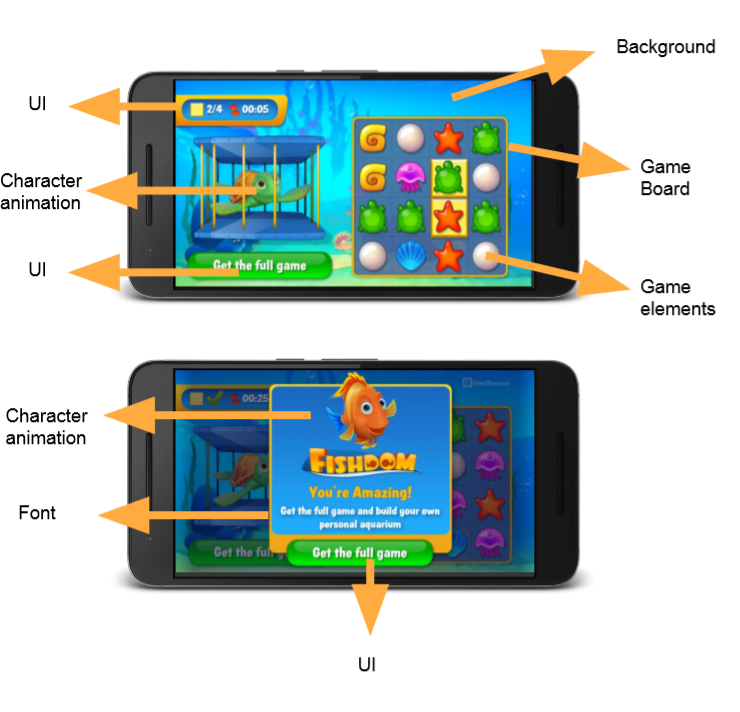 Background
UI
2/4 00:05
Character
animation
Game
Board
UI
Get the full game
Game
elements
00:25
ironSource
Character
animation
FISHDOM
You're Amazing!
Font
Get the full game and build your own
personal aquarium
Get the full g
Get the full game
UI